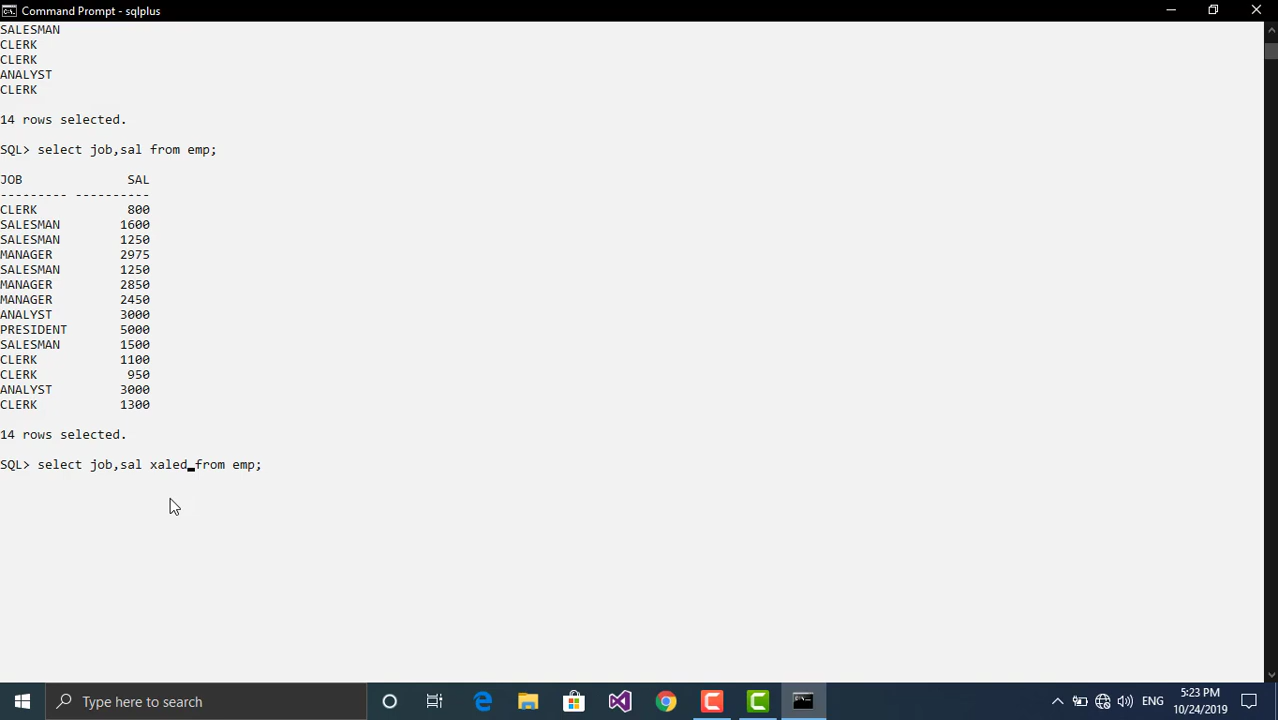 Command Prompt - sqlplus
SALESMAN
CLERK
CLERK
ANALYST
CLERK
14 rows selected.
SQL> select job,sal from emp;
JOB              SAL
--------- ----------
CLERK            800
SALESMAN        1600
SALESMAN        1250
MANAGER         2975
SALESMAN        1250
MANAGER         2850
MANAGER         2450
ANALYST         3000
PRESIDENT       5000
SALESMAN        1500
CLERK           1100
CLERK            950
ANALYST         3000
CLERK           1300
14 rows selected.
SQL> select job,sal xaled from emp;
Type here to search
ENG
5:23 PM
10/24/2019